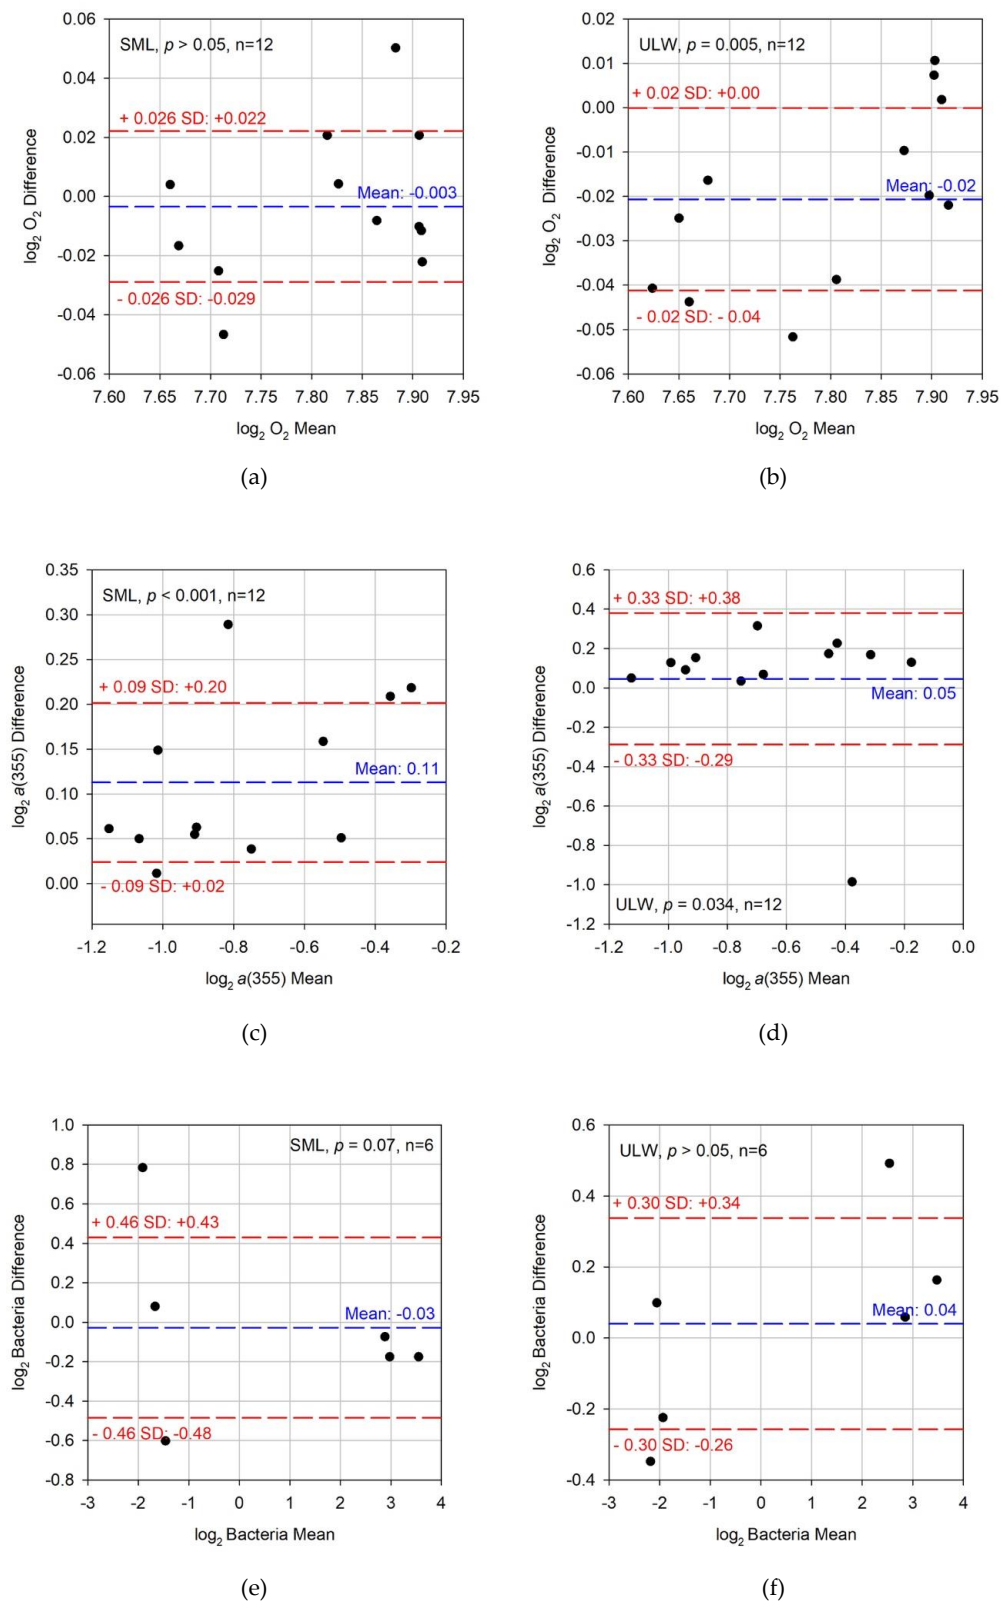 0.06
SML, p > 0.05, n=12
0.04
+ 0.026 SD: +0.022
0.02
Mean: -0.003
0.00
-0.02
- 0.026 SD: -0.029
-0.04
-0.06
7.60 7.65 7.70 7.75 7.80 7.85 7.90 7.95
log2 O2 Difference
log2 O2 Mean
(a)
0.02
ULW, p = 0.005, n=12
0.01
+ 0.02 SD: +0.00
0.00
-0.01
Mean: -0.02
-0.02
-0.03
-0.04
- 0.02 SD: - 0.04
-0.05
-0.06
7.60 7.65 7.70 7.75 7.80 7.85 7.90 7.95
log2 O2 Difference
log2 O2 Mean
(b)
0.35
SML, p < 0.001, n=12
0.30
0.25
+ 0.09 SD: +0.20
0.20
0.15
Mean: 0.11
0.10
0.05
- 0.09 SD: +0.02
0.00
-1.2 -1.0 -0.8 -0.6 -0.4 -0.2
log2 a(355) Difference
log2 a(355) Mean
(c)
0.6
+ 0.33 SD: +0.38
0.4
0.2
0.0
Mean: 0.05
-0.2
- 0.33 SD: -0.29
-0.4
-0.6
-0.8
-1.0
ULW, p = 0.034, n=12
-1.2
-1.2 -1.0 -0.8 -0.6 -0.4 -0.2 0.0
log2 a(355) Difference
log2 a(355) Mean
(d)
1.0
SML, p = 0.07, n=6
0.8
0.6
+ 0.46 SD: +0.43
0.4
0.2
Mean: -0.03
0.0
-0.2
-0.4
- 0.46 SD: -0.48
-0.6
-0.8
-3 -2 -1 0 1 2 3 4
log2 Bacteria Difference
log2 Bacteria Mean
(e)
0.6
ULW, p > 0.05, n=6
0.4
+ 0.30 SD: +0.34
0.2
Mean: 0.04
0.0
-0.2
- 0.30 SD: -0.26
-0.4
-3 -2 -1 0 1 2 3 4
log2 Bacteria Difference
log2 Bacteria Mean
(f)